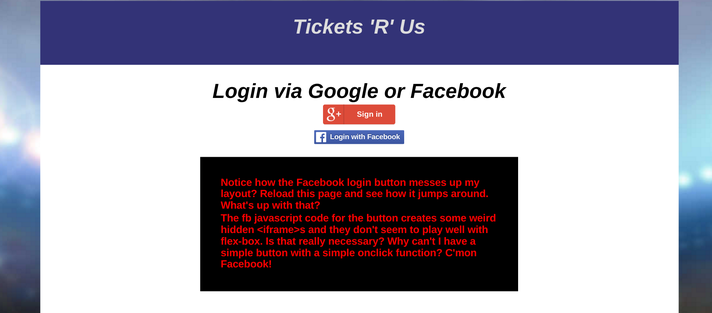 Tickets 'R' Us
Login via Google or Facebook
g+ Sign in
f Login with Facebook
Notice how the Facebook login button messes up my
layout? Reload this page and see how it jumps around.
What's up with that?
The fb javascript code for the button creates some weird
hidden <iframe>s and they don't seem to play well with
flex-box. Is that really necessary? Why can't I have a
simple button with a simple onclick function? C'mon
Facebook!